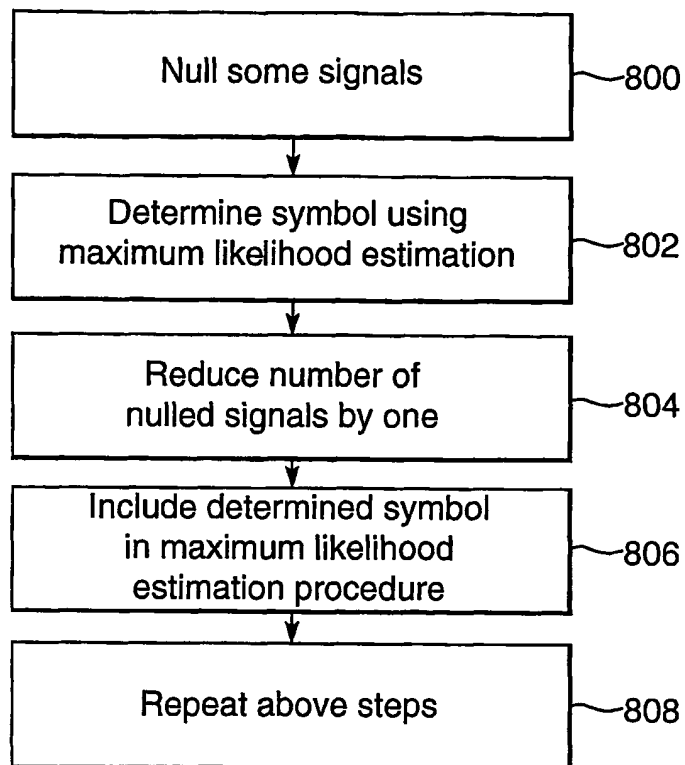 Null some signals
800
Determine symbol using
maximum likelihood estimation
802
Reduce number of
nulled signals by one
804
Include determined symbol
in maximum likelihood
estimation procedure
806
Repeat above steps
808